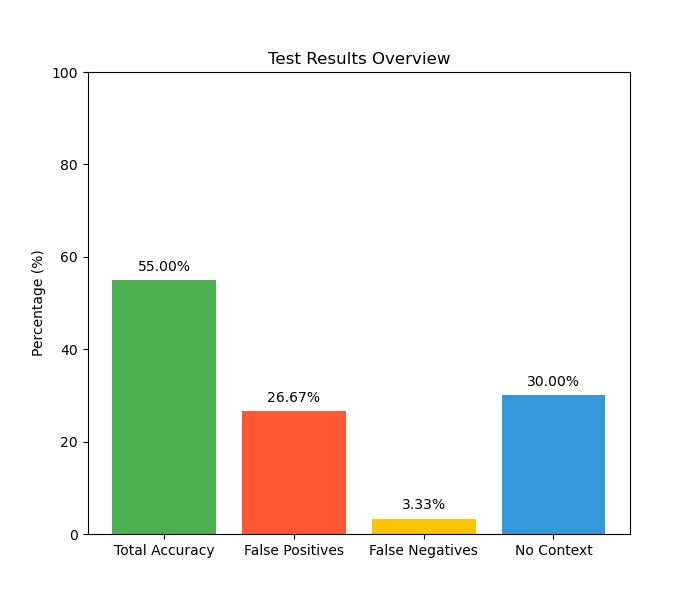 Test Results Overview
Percentage (%)
100
80
60
40
20
0
55.00%
26.67%
3.33%
30.00%
Total Accuracy
False Positives
False Negatives
No Context